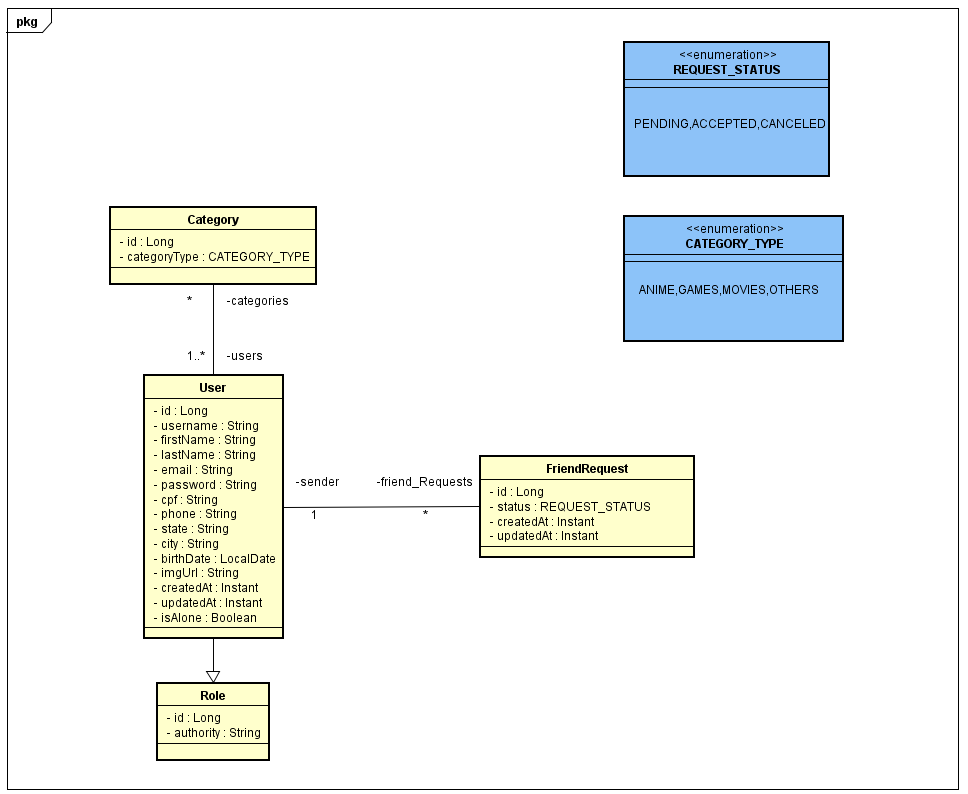 pkg
<<enumeration>>
REQUEST_STATUS
PENDING,ACCEPTED,CANCELED
<<enumeration>>
CATEGORY_TYPE
ANIME,GAMES,MOVIES,OTHERS
Category
- id : Long
- categoryType : CATEGORY_TYPE
* -categories
1..* -users
User
- id : Long
- username : String
- firstName : String
- lastName : String
- email : String
- password : String
- cpf : String
- phone : String
- state : String
- city : String
- birthDate : LocalDate
- imgUrl : String
- createdAt : Instant
- updatedAt : Instant
- isAlone : Boolean
-sender -friend_Requests
1 *
FriendRequest
- id : Long
- status : REQUEST_STATUS
- createdAt : Instant
- updatedAt : Instant
Role
- id : Long
- authority : String